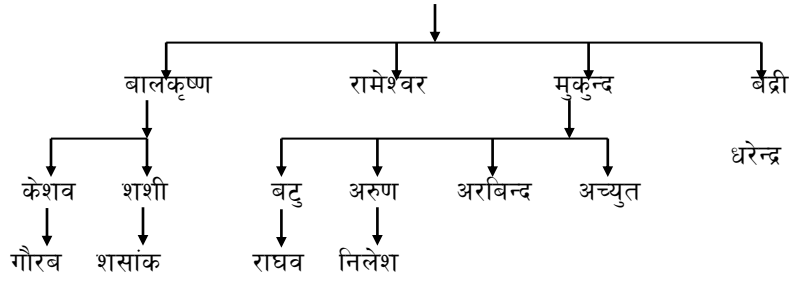 बालकृष्ण रामेश्वर मुकुन्द बद्री
धरेन्द्र
केशव शशी बटु अरुण अरबिन्द अच्युत
गौरब शसांक राघव निलेश